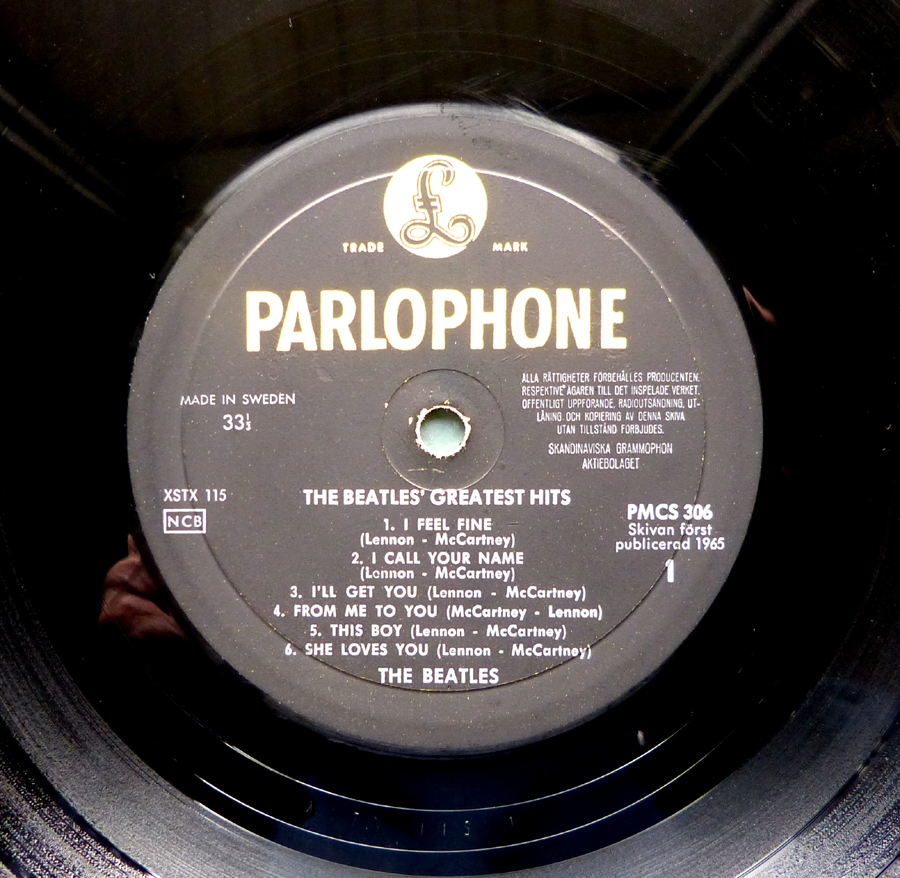 £
TRADE MARK
PARLOPHONE
MADE IN SWEDEN
33⅓
ALLA RÄTTIGHETER FÖRBEHÅLLES PRODUCENTEN
RESPEKTIVE ÄGAREN TILL DET INSPELADE VERKET.
OFFENTLIGT UPPFÖRANDE, RADIOUTSÄNDNING, UT-
LÅNING OCH KOPIERING AV DENNA SKIVA
UTAN TILLSTÅND FÖRBJUDES.
SKANDINAVISKA GRAMMOPHON
AKTIEBOLAGET
XSTX 115
NCB
THE BEATLES' GREATEST HITS
PMCS 306
Skivan först
publicerad 1965
1
1. I FEEL FINE
(Lennon - McCartney)
2. I CALL YOUR NAME
(Lennon - McCartney)
3. I'LL GET YOU (Lennon - McCartney)
4. FROM ME TO YOU (McCartney - Lennon)
5. THIS BOY (Lennon - McCartney)
6. SHE LOVES YOU (Lennon - McCartney)
THE BEATLES